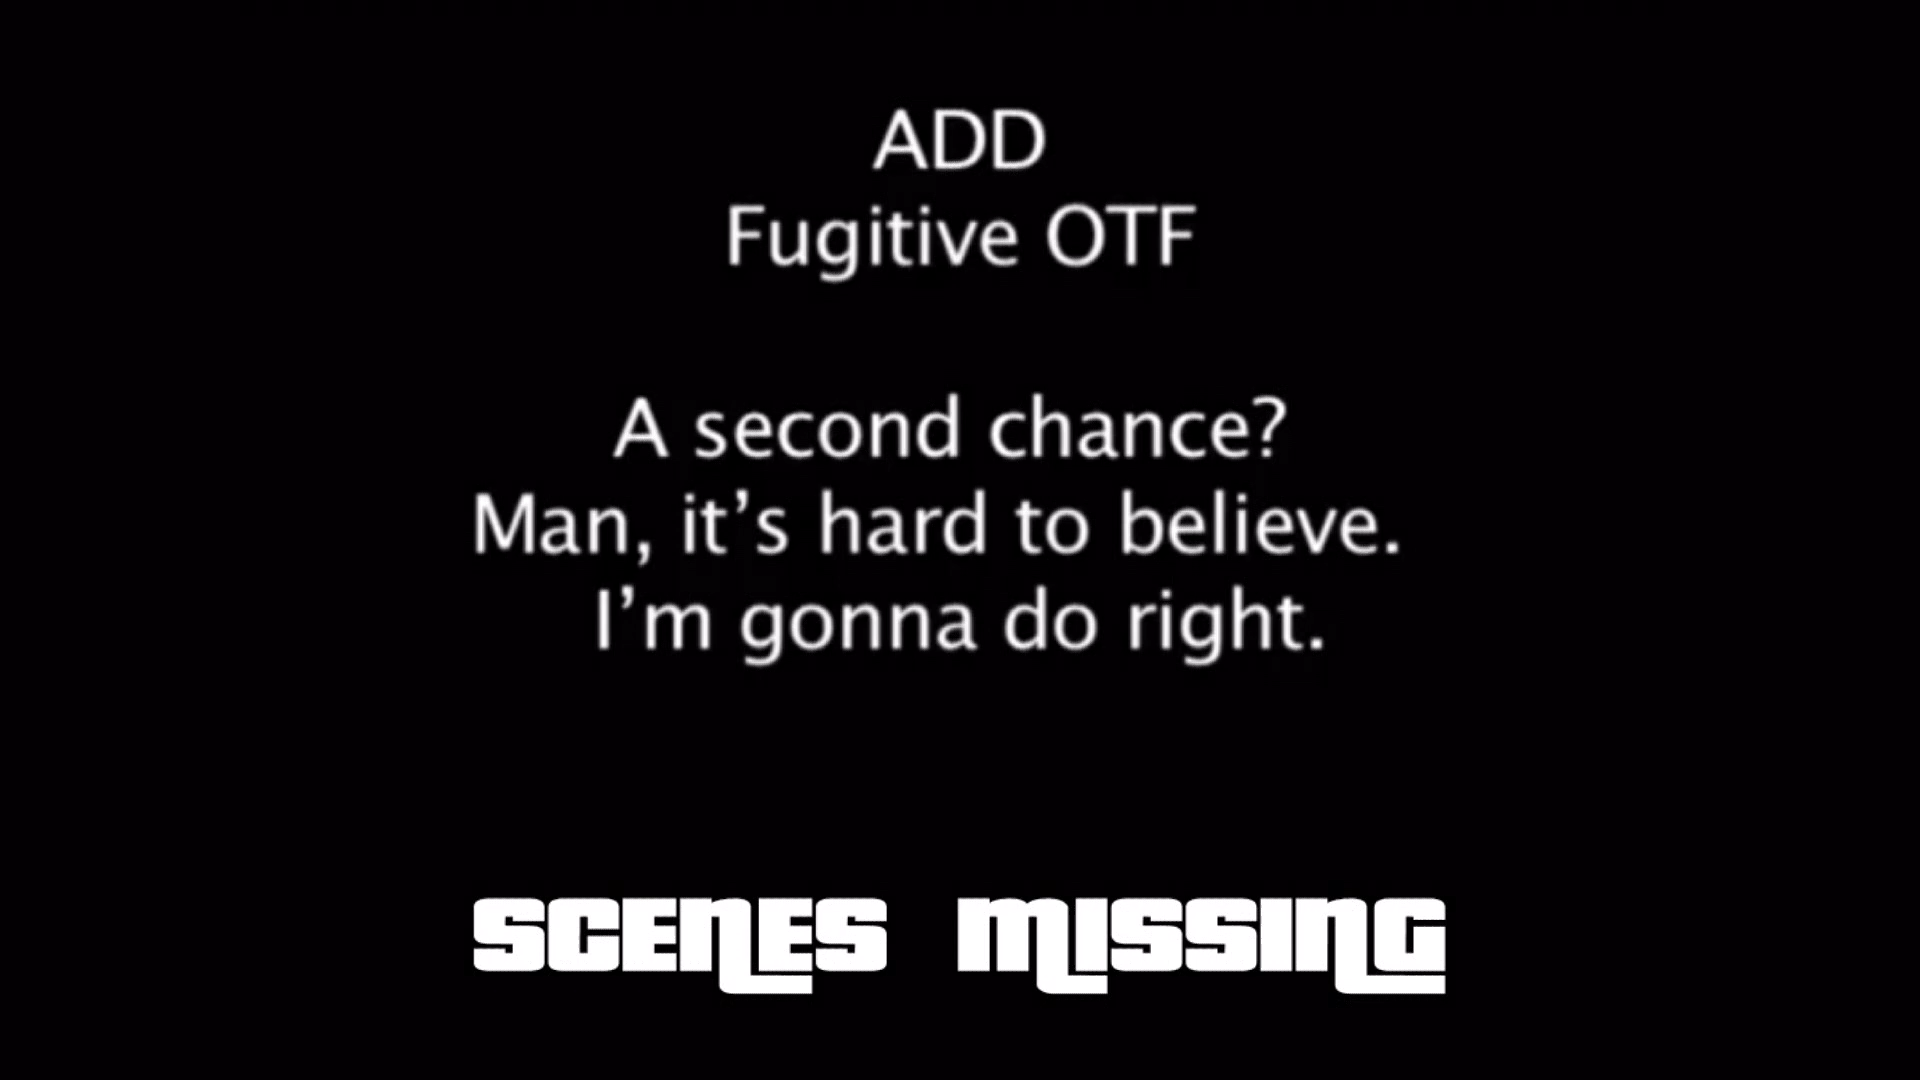 ADD
Fugitive OTF
A second chance?
Man, it’s hard to believe.
I’m gonna do right.
SCENES MISSING